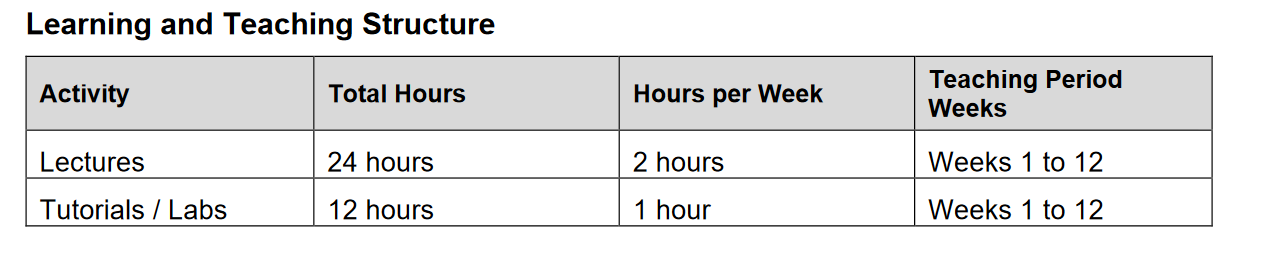 Learning and Teaching Structure
Activity Total Hours Hours per Week Teaching Period Weeks
Lectures 24 hours 2 hours Weeks 1 to 12
Tutorials / Labs 12 hours 1 hour Weeks 1 to 12